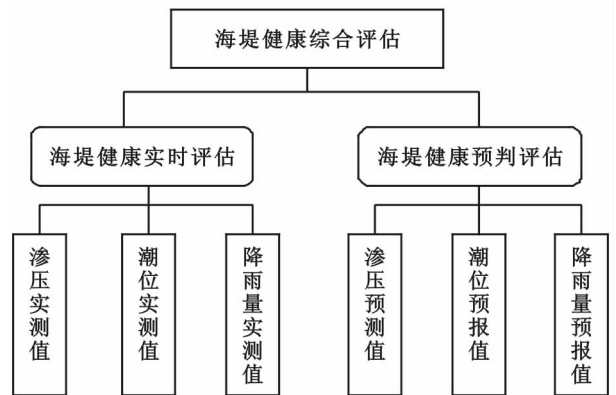 海堤健康综合评估
海堤健康实时评估
海堤健康预判评估
渗压实测值
潮位实测值
降雨量实测值
渗压预测值
潮位预报值
降雨量预报值